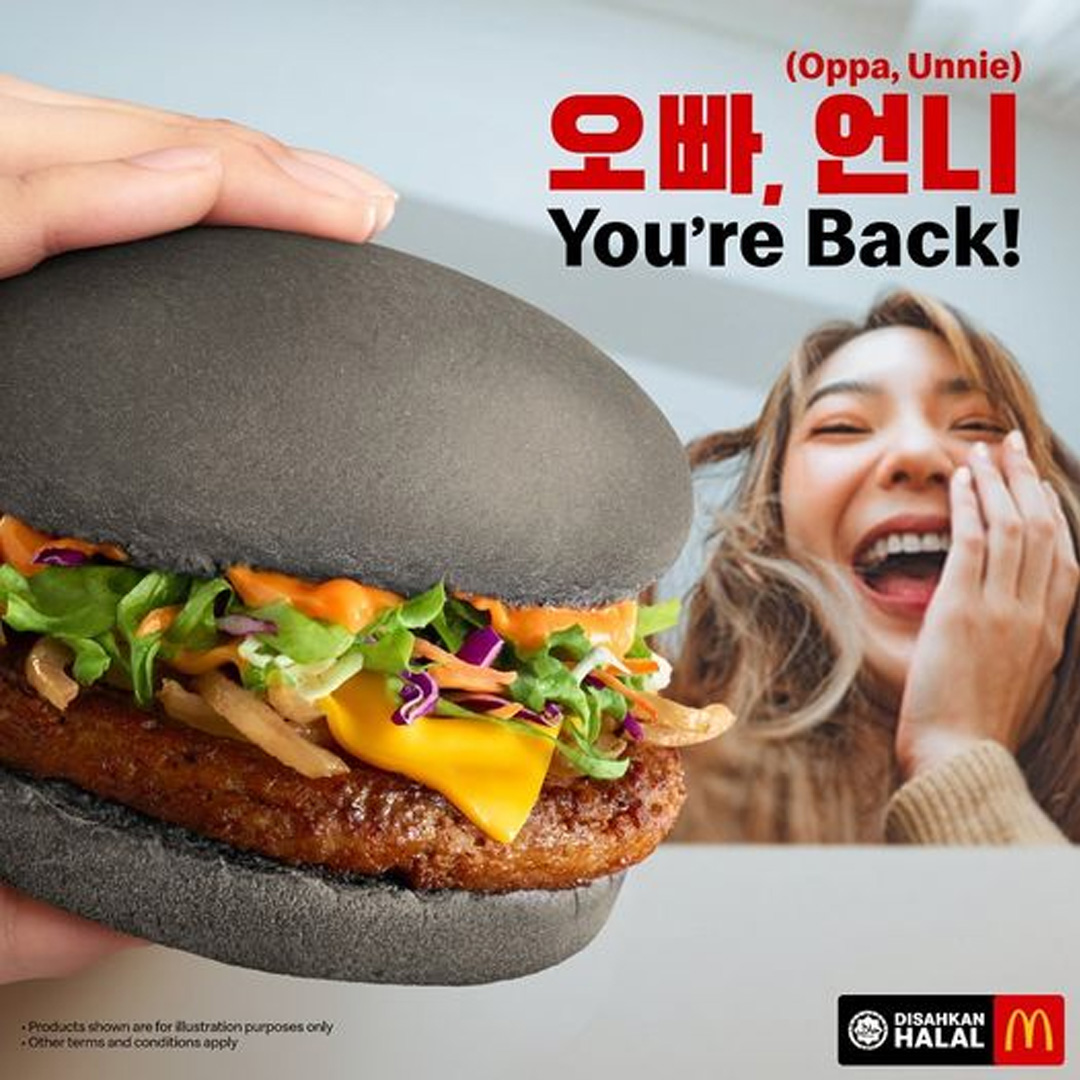 (Oppa, Unnie)
오빠, 언니
You're Back!
• Products shown are for illustration purposes only
• Other terms and conditions apply
DISAHKAN
HALAL